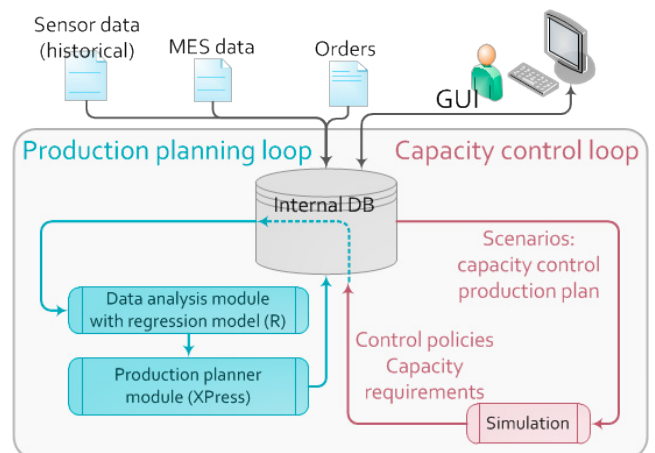 Sensor data
(historical)
MES data
Orders
GUI
Production planning loop
Capacity control loop
Internal DB
Scenarios:
capacity control
production plan
Data analysis module
with regression model (R)
Control policies
Capacity
requirements
Production planner
module (XPress)
Simulation